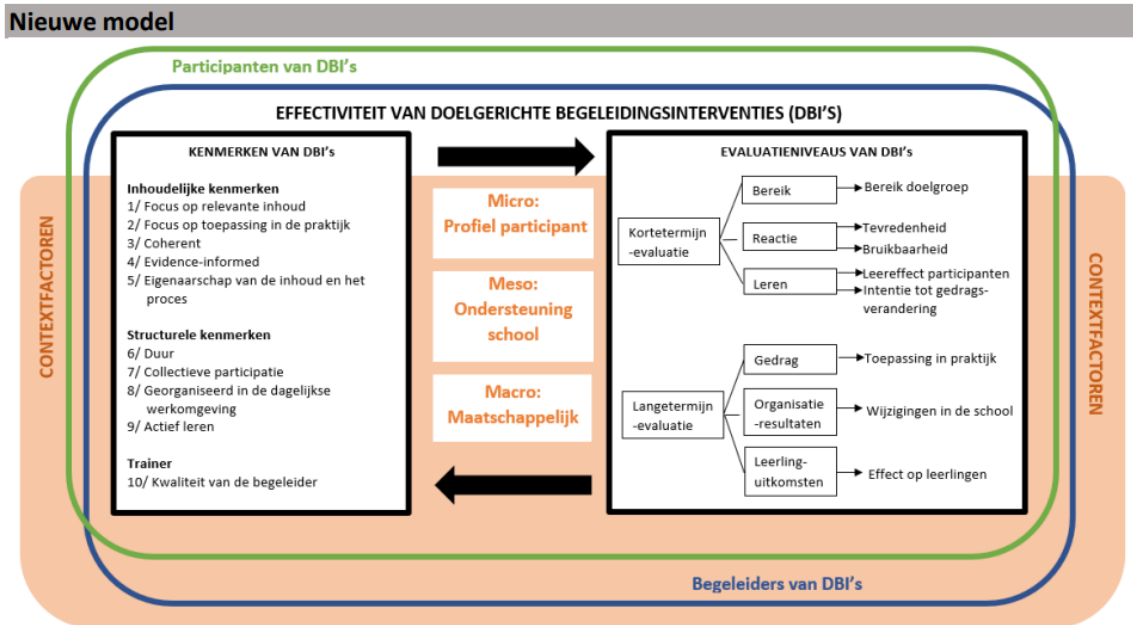 Nieuwe model
Participanten van DBI's
EFFECTIVITEIT VAN DOELGERICHTE BEGELEIDINGSINTERVENTIES (DBI'S)
CONTEXTFACTOREN
KENMERKEN VAN DBI's
Inhoudelijke kenmerken
1/ Focus op relevante inhoud
2/ Focus op toepassing in de praktijk
3/ Coherent
4/ Evidence-informed
5/ Eigenaarschap van de inhoud en het
proces
Structurele kenmerken
6/ Duur
7/ Collectieve participatie
8/ Georganiseerd in de dagelijkse
werkomgeving
9/ Actief leren
Trainer
10/ Kwaliteit van de begeleider
Micro:
Profiel participant
Meso:
Ondersteuning
school
Macro:
Maatschappelijk
EVALUATIENIVEAUS VAN DBI's
Kortetermijn
-evaluatie
Bereik
Bereik doelgroep
Reactie
Tevredenheid
Bruikbaarheid
Leren
Leereffect participanten
Intentie tot gedrags-
verandering
Langetermijn
-evaluatie
Gedrag
Toepassing in praktijk
Organisatie
-resultaten
Wijzigingen in de school
Leerling-
uitkomsten
Effect op leerlingen
CONTEXTFACTOREN
Begeleiders van DBI's